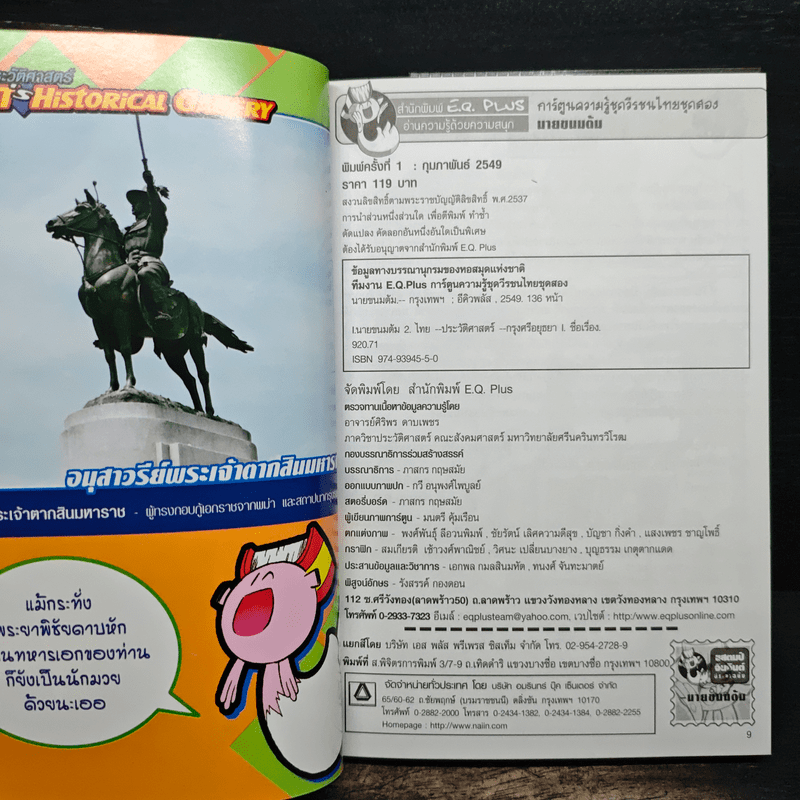 ะวัติศาสตร์
's HiStORiCAL GALLERY
อนุสาวรีย์พระเจ้าตากสินมหารา
ระเจ้าตากสินมหาราช - ผู้ทรงกอบกู้เอกราชจากพม่า และสถาปนากรุง
แม้กระทั่ง
พระยาพิชัยดาบหัก
ทหารเอกของท่าน
ก็ยังเป็นนักมวย
ด้วยนะเออ
สำนักพิมพ์ E.Q. PLUS
อ่านความรู้ด้วยความสนุก
การ์ตูนความรู้ชุดวีรชนไทยชุดสอง
นายขนมต้ม
พิมพ์ครั้งที่ 1 : กุมภาพันธ์ 2549
ราคา 119 บาท
สงวนลิขสิทธิ์ตามพระราชบัญญัติลิขสิทธิ์ พ.ศ.2537
การนำส่วนหนึ่งส่วนใด เพื่อตีพิมพ์ ทำซ้ำ
ดัดแปลง คัดลอกอันหนึ่งอันใดเป็นพิเศษ
ต้องได้รับอนุญาตจากสำนักพิมพ์ E.Q. Plus
ข้อมูลทางบรรณานุกรมของหอสมุดแห่งชาติ
ทีมงาน E.Q.Plus การ์ตูนความรู้ชุดวีรชนไทยชุดสอง
นายขนมต้ม.-- กรุงเทพฯ : อีคิวพลัส , 2549. 136 หน้า
I.นายขนมต้ม 2. ไทย --ประวัติศาสตร์ --กรุงศรีอยุธยา I. ชื่อเรื่อง.
920.71
ISBN 974-93945-5-0
จัดพิมพ์โดย สำนักพิมพ์ E.Q. Plus
ตรวจทานเนื้อหาข้อมูลความรู้โดย
อาจารย์ศิริพร ดาบเพชร
ภาควิชาประวัติศาสตร์ คณะสังคมศาสตร์ มหาวิทยาลัยศรีนครินทรวิโรฒ
กองบรรณาธิการร่วมสร้างสรรค์
บรรณาธิการ - ภาสกร กฤษสมัย
ออกแบบภาพปก - กวี อนุพงศ์ไพบูลย์
สตอรี่บอร์ด - ภาสกร กฤษสมัย
ผู้เขียนภาพการ์ตูน - มนตรี คุ้มเรือน
ตกแต่งภาพ - พงศ์พันธุ์ ลือวนพิมพ์ , ชัยรัตน์ เลิศความดีสุข , บัญชา กิ่งคำ , แสงเพชร ชาญโพธิ์
กราฟิก - สมเกียรติ เช้าวงศ์พาณิชย์ , วิศนะ เปลี่ยนบางยาง , บุญธรรม เกตุตากแดด
ประสานข้อมูลและวิชาการ - เอกพล กมลสินมหัต , ทนงศ์ จันทะมาตย์
พิสูจน์อักษร - รังสรรค์ กองตอน
112 ซ.ศรีวังทอง(ลาดพร้าว50) ถ.ลาดพร้าว แขวงวังทองหลาง เขตวังทองหลาง กรุงเทพฯ 10310
โทรศัพท์ 0-2933-7323 อีเมล์ : eqplusteam@yahoo.com, เวบไซต์ : http:/www.eqplusonline.com
แยกสีโดย บริษัท เอส พลัส พรีเพรส ซิสเท็ม จำกัด โทร. 02-954-2728-9
พิมพ์ที่ ส.พิจิตรการพิมพ์ 3/7-9 ถ.เทิดดำริ แขวงบางซื่อ เขตบางซื่อ กรุงเทพฯ 10800
จัดจำหน่ายทั่วประเทศ โดย บริษัท อมรินทร์ บุ๊ค เซ็นเตอร์ จำกัด
65/60-62 ถ.ชัยพฤกษ์ (บรมราชชนนี) ตลิ่งชัน กรุงเทพฯ 10170
โทรศัพท์ 0-2882-2000 โทรสาร 0-2434-1382, 0-2434-1384, 0-2882-2255
Homepage : http://www.naiin.com
นายขนมต้ม
9